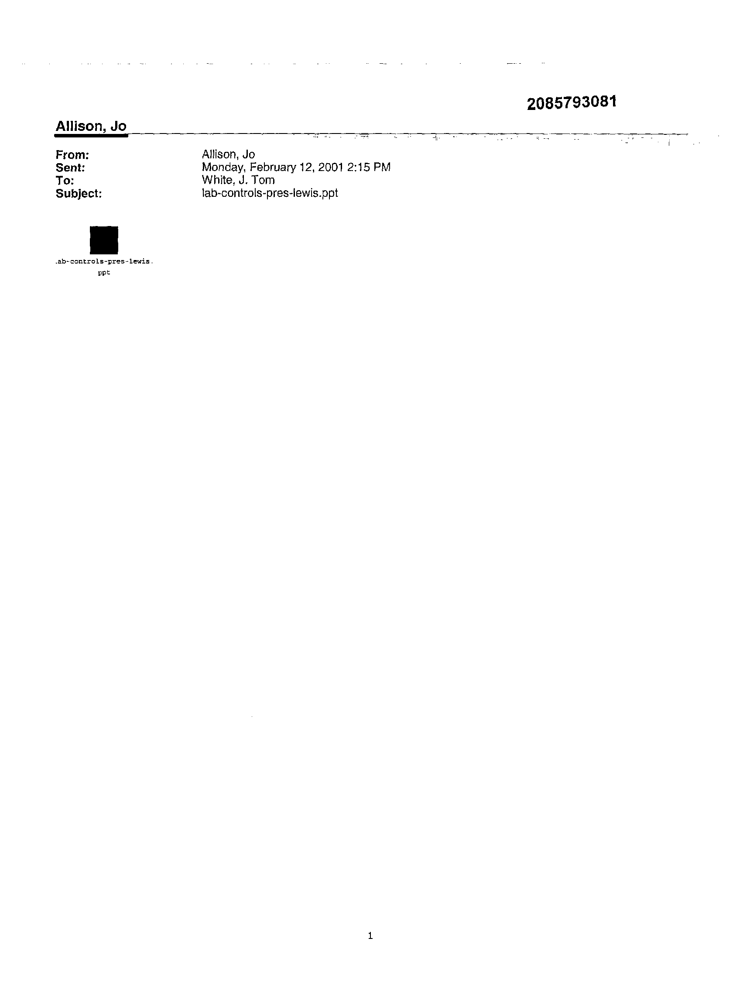 2085793081
Allison, Jo
From: Allison, Jo
Sent: Monday, February 12, 2001 2:15 PM
To: White, J. Tom
Subject: lab-controls-pres-lewis.ppt
.ab-controls-pres-lewis.
ppt
1